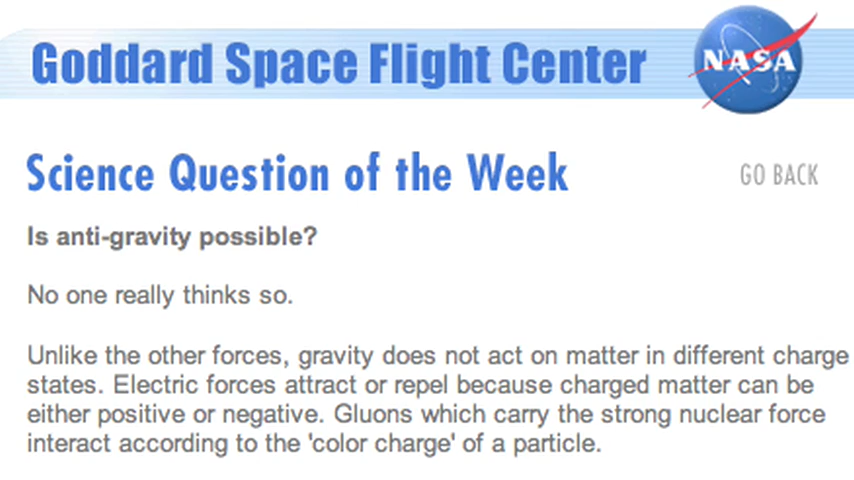 Goddard Space Flight Center
NASA
Science Question of the Week
GO BACK
Is anti-gravity possible?
No one really thinks so.
Unlike the other forces, gravity does not act on matter in different charge
states. Electric forces attract or repel because charged matter can be
either positive or negative. Gluons which carry the strong nuclear force
interact according to the 'color charge' of a particle.